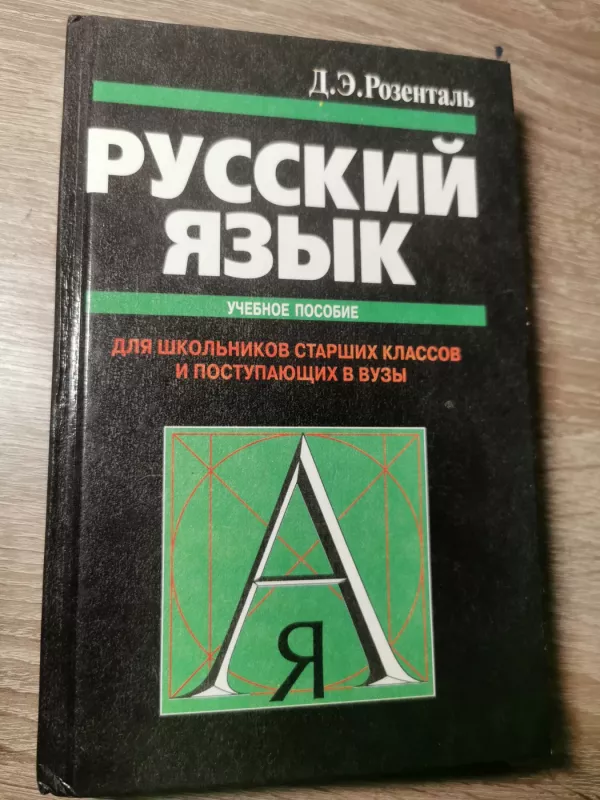 Д.Э.Розенталь
РУССКИЙ
ЯЗЫК
УЧЕБНОЕ ПОСОБИЕ
ДЛЯ ШКОЛЬНИКОВ СТАРШИХ КЛАССОВ
И ПОСТУПАЮЩИХ В ВУЗЫ
А
Я